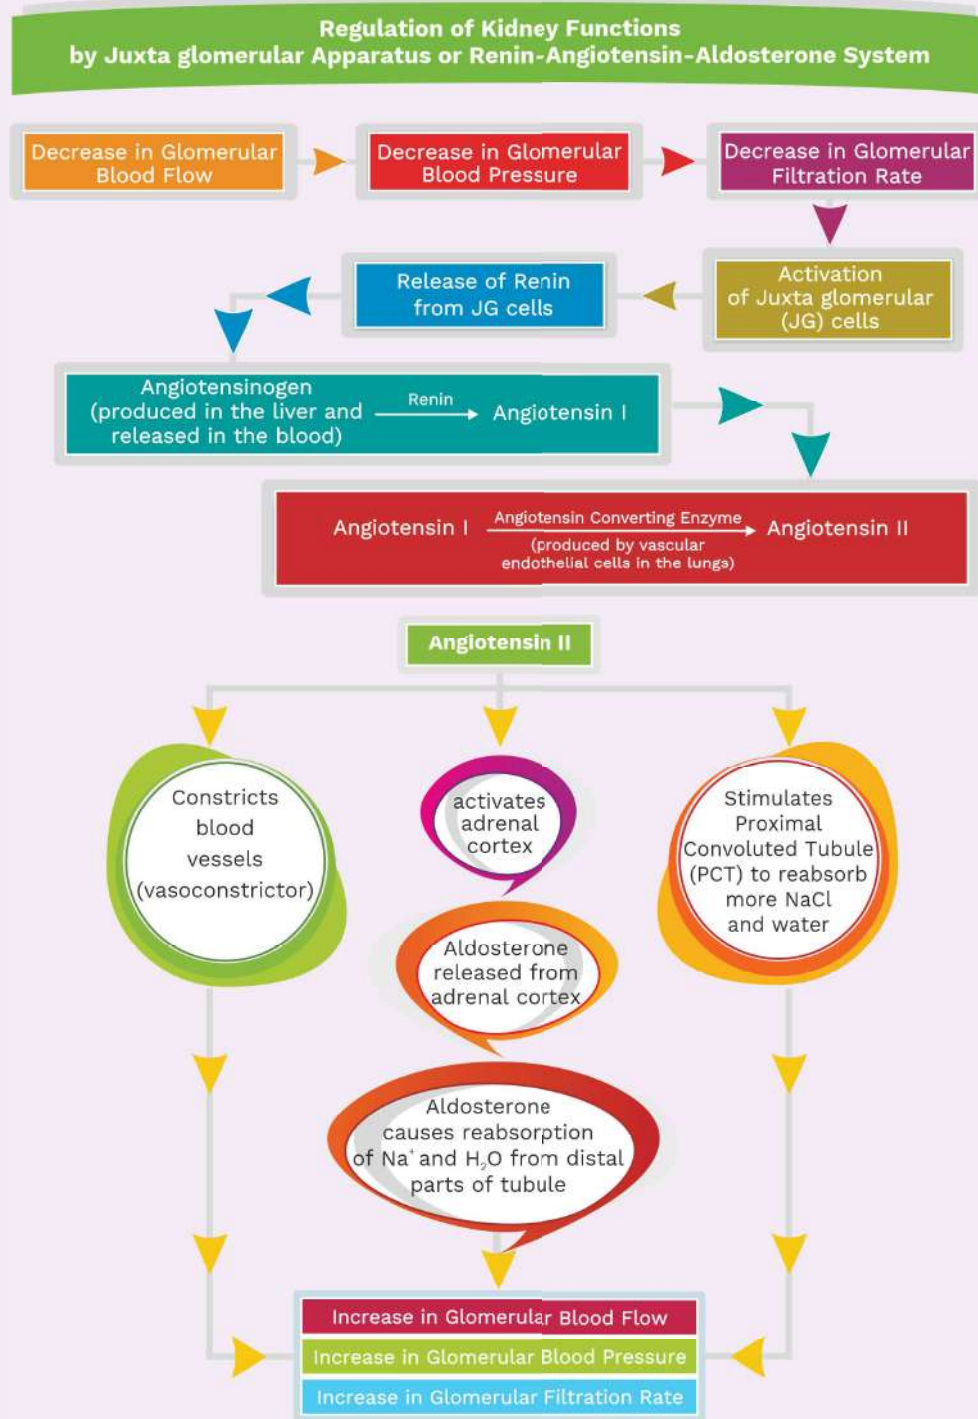 Regulation of Kidney Functions
by Juxta glomerular Apparatus or Renin-Angiotensin-Aldosterone System
Decrease in Glomerular
Blood Flow
Decrease in Glomerular
Blood Pressure
Decrease in Glomerular
Filtration Rate
Activation
of Juxta glomerular
(JG) cells
Release of Renin
from JG cells
Angiotensinogen
(produced in the liver and
released in the blood)
Renin
Angiotensin I
Angiotensin I
Angiotensin Converting Enzyme
(produced by vascular
endothelial cells in the lungs)
Angiotensin II
Angiotensin II
Constricts
blood
vessels
(vasoconstrictor)
activates
adrenal
cortex
Aldosterone
released from
adrenal cortex
Aldosterone
causes reabsorption
of Na⁺ and H₂O from distal
parts of tubule
Stimulates
Proximal
Convoluted Tubule
(PCT) to reabsorb
more NaCl
and water
Increase in Glomerular Blood Flow
Increase in Glomerular Blood Pressure
Increase in Glomerular Filtration Rate